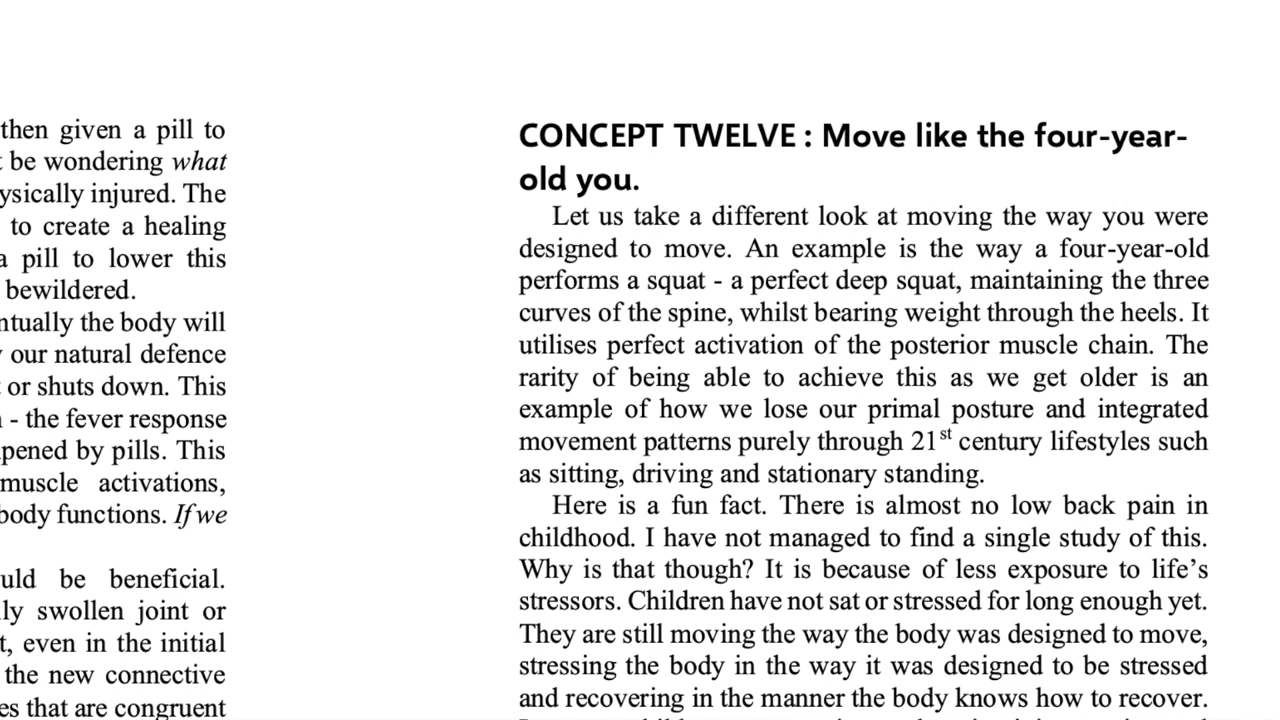 then given a pill to
be wondering what
ysically injured. The
to create a healing
a pill to lower this
bewildered.
ntually the body will
our natural defence
or shuts down. This
- the fever response
pened by pills. This
muscle activations,
body functions. If we
uld be beneficial.
lly swollen joint or
t, even in the initial
the new connective
es that are congruent
CONCEPT TWELVE : Move like the four-year-
old you.
Let us take a different look at moving the way you were
designed to move. An example is the way a four-year-old
performs a squat - a perfect deep squat, maintaining the three
curves of the spine, whilst bearing weight through the heels. It
utilises perfect activation of the posterior muscle chain. The
rarity of being able to achieve this as we get older is an
example of how we lose our primal posture and integrated
movement patterns purely through 21st century lifestyles such
as sitting, driving and stationary standing.
Here is a fun fact. There is almost no low back pain in
childhood. I have not managed to find a single study of this.
Why is that though? It is because of less exposure to life’s
stressors. Children have not sat or stressed for long enough yet.
They are still moving the way the body was designed to move,
stressing the body in the way it was designed to be stressed
and recovering in the manner the body knows how to recover.